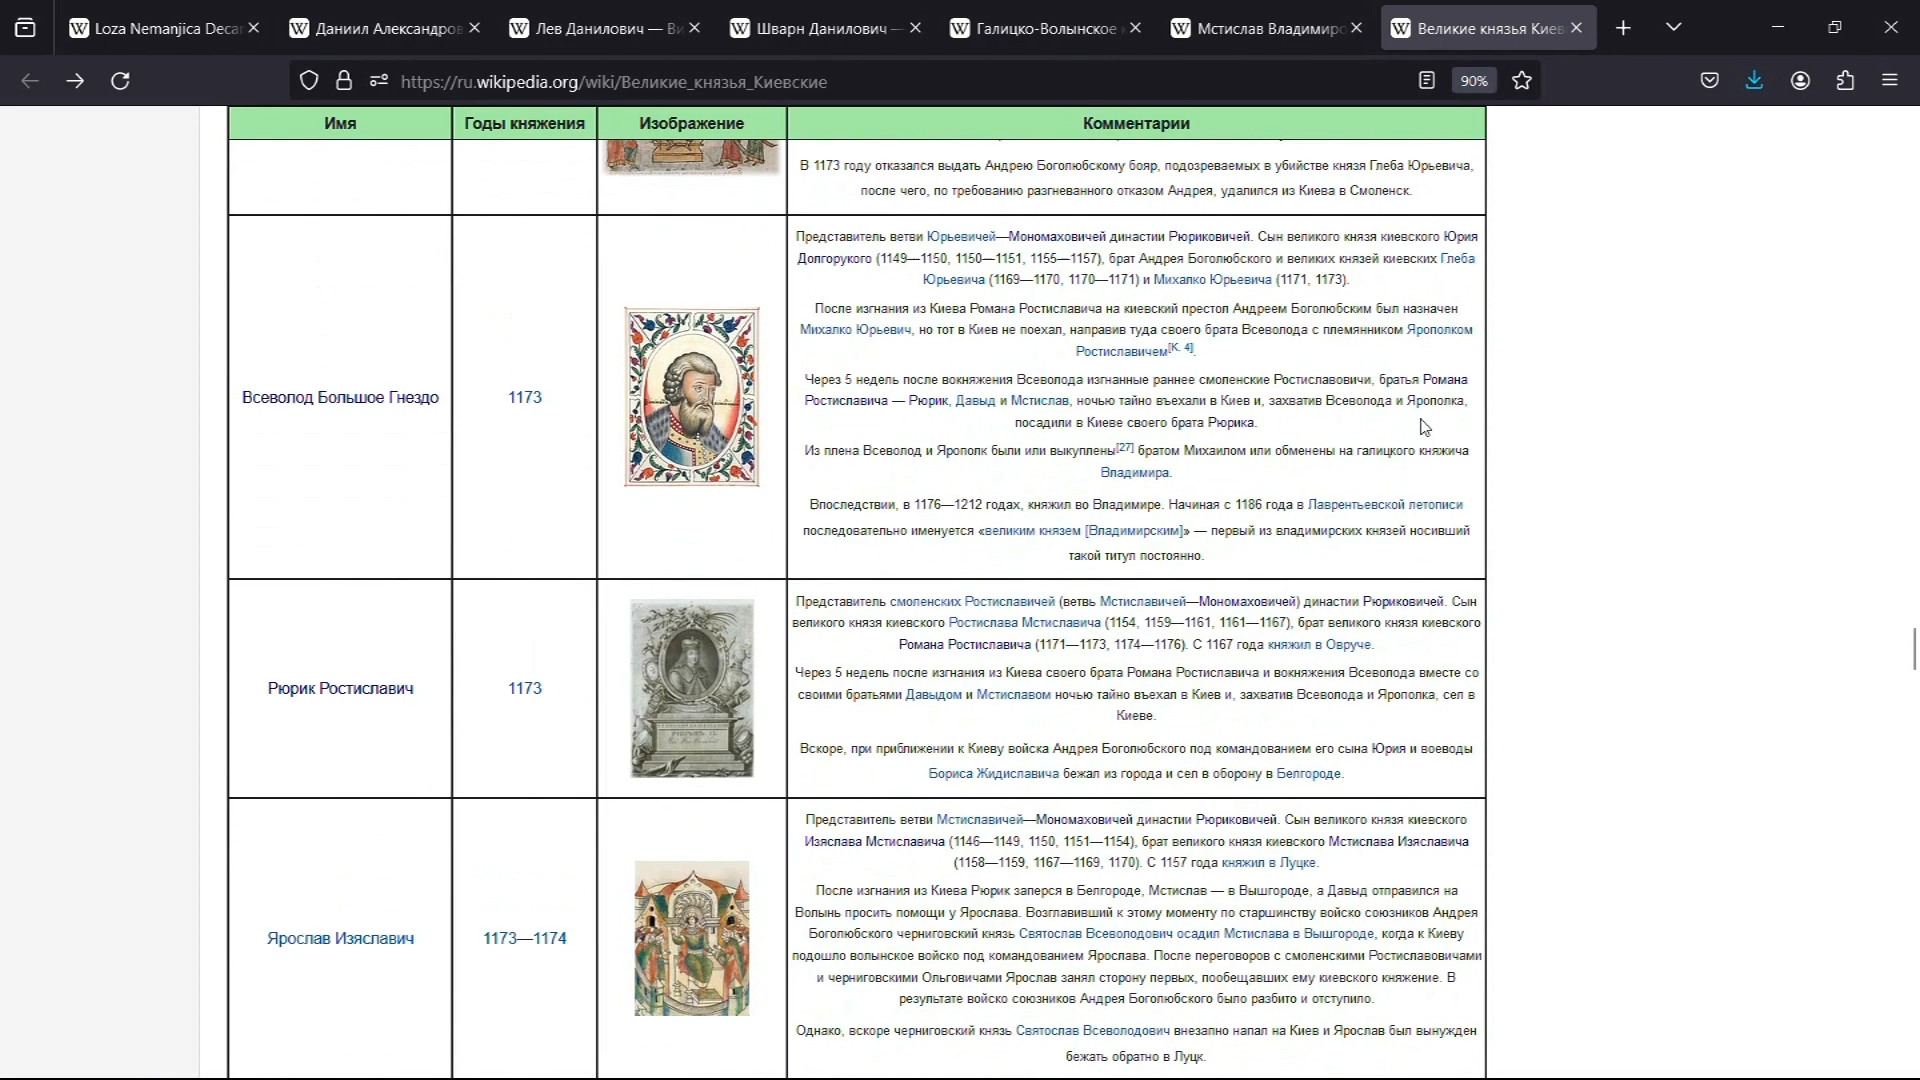 Loza Nemanjica Decar
Даниил Александров
Лев Данилович — Ви
Шварн Данилович —
Галицко-Волынское к
Мстислав Владимиро
Великие князья Киев
https://ru.wikipedia.org/wiki/Великие_князья_Киевские
90%
Имя
Годы княжения
Изображение
Комментарии
В 1173 году отказался выдать Андрею Боголюбскому бояр, подозреваемых в убийстве князя Глеба Юрьевича,
после чего, по требованию разгневанного отказом Андрея, удалился из Киева в Смоленск.
Всеволод Большое Гнездо
1173
Представитель ветви Юрьевичей—Мономаховичей династии Рюриковичей. Сын великого князя киевского Юрия
Долгорукого (1149—1150, 1150—1151, 1155—1157), брат Андрея Боголюбского и великих князей киевских Глеба
Юрьевича (1169—1170, 1170—1171) и Михалко Юрьевича (1171, 1173).
После изгнания из Киева Романа Ростиславича на киевский престол Андреем Боголюбским был назначен
Михалко Юрьевич, но тот в Киев не поехал, направив туда своего брата Всеволода с племянником Ярополком
Ростиславичем[К. 4].
Через 5 недель после вокняжения Всеволода изгнанные раннее смоленские Ростиславовичи, братья Романа
Ростиславича — Рюрик, Давыд и Мстислав, ночью тайно въехали в Киев и, захватив Всеволода и Ярополка,
посадили в Киеве своего брата Рюрика.
Из плена Всеволод и Ярополк были или выкуплены[27] братом Михаилом или обменены на галицкого княжича
Владимира.
Впоследствии, в 1176—1212 годах, княжил во Владимире. Начиная с 1186 года в Лаврентьевской летописи
последовательно именуется «великим князем [Владимирским]» — первый из владимирских князей носивший
такой титул постоянно.
Рюрик Ростиславич
1173
Представитель смоленских Ростиславичей (ветвь Мстиславичей—Мономаховичей) династии Рюриковичей. Сын
великого князя киевского Ростислава Мстиславича (1154, 1159—1161, 1161—1167), брат великого князя киевского
Романа Ростиславича (1171—1173, 1174—1176). С 1167 года княжил в Овруче.
Через 5 недель после изгнания из Киева своего брата Романа Ростиславича и вокняжения Всеволода вместе со
своими братьями Давыдом и Мстиславом ночью тайно въехал в Киев и, захватив Всеволода и Ярополка, сел в
Киеве.
Вскоре, при приближении к Киеву войска Андрея Боголюбского под командованием его сына Юрия и воеводы
Бориса Жидиславича бежал из города и сел в оборону в Белгороде.
Ярослав Изяславич
1173—1174
Представитель ветви Мстиславичей—Мономаховичей династии Рюриковичей. Сын великого князя киевского
Изяслава Мстиславича (1146—1149, 1150, 1151—1154), брат великого князя киевского Мстислава Изяславича
(1158—1159, 1167—1169, 1170). С 1157 года княжил в Луцке.
После изгнания из Киева Рюрик заперся в Белгороде, Мстислав — в Вышгороде, а Давыд отправился на
Волынь просить помощи у Ярослава. Возглавивший к этому моменту по старшинству войско союзников Андрея
Боголюбского черниговский князь Святослав Всеволодович осадил Мстислава в Вышгороде, когда к Киеву
подошло волынское войско под командованием Ярослава. После переговоров с смоленскими Ростиславовичами
и черниговскими Ольговичами Ярослав занял сторону первых, пообещавших ему киевского княжение. В
результате войско союзников Андрея Боголюбского было разбито и отступило.
Однако, вскоре черниговский князь Святослав Всеволодович внезапно напал на Киев и Ярослав был вынужден
бежать обратно в Луцк.